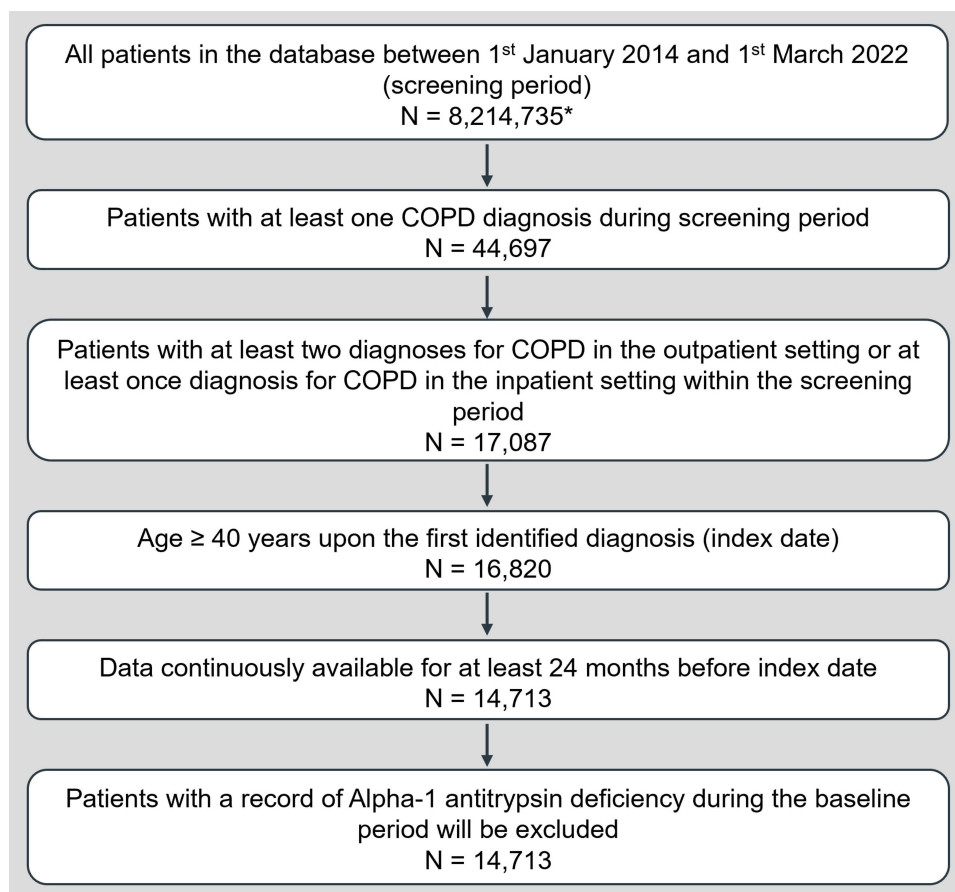 All patients in the database between 1st January 2014 and 1st March 2022
(screening period)
N = 8,214,735*
Patients with at least one COPD diagnosis during screening period
N = 44,697
Patients with at least two diagnoses for COPD in the outpatient setting or at
least once diagnosis for COPD in the inpatient setting within the screening
period
N = 17,087
Age ≥ 40 years upon the first identified diagnosis (index date)
N = 16,820
Data continuously available for at least 24 months before index date
N = 14,713
Patients with a record of Alpha-1 antitrypsin deficiency during the baseline
period will be excluded
N = 14,713